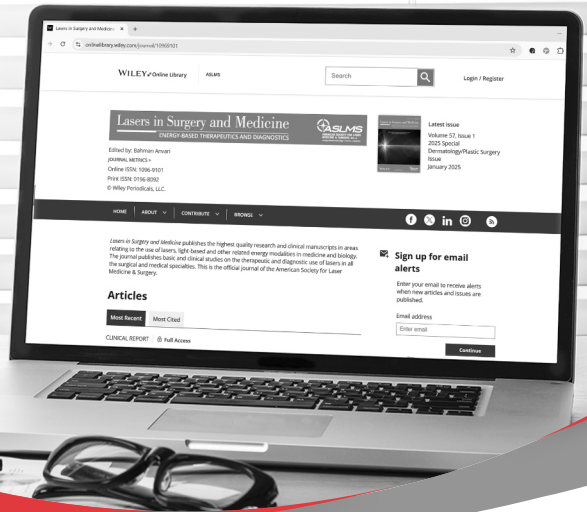 Lasers in Surgery and Medicine
onlinelibrary.wiley.com/journal/10969101
WILEY Online Library
ASLMS
Search
Login / Register
Lasers in Surgery and Medicine
ENERGY-BASED THERAPEUTICS AND DIAGNOSTICS
ASLMS
Latest issue
Volume 57, Issue 1
2025 Special
Dermatology/Plastic Surgery
Issue
January 2025
Edited by: Bahman Anvari
JOURNAL METRICS >
Online ISSN: 1096-9101
Print ISSN: 0196-8092
© Wiley Periodicals, LLC.
HOME
ABOUT
CONTRIBUTE
BROWSE
Lasers in Surgery and Medicine publishes the highest quality research and clinical manuscripts in areas
relating to the use of lasers, light-based and other related energy modalities in medicine and biology.
The journal publishes basic and clinical studies on the therapeutic and diagnostic use of lasers in all
the surgical and medical specialties. This is the official journal of the American Society for Laser
Medicine & Surgery.
Sign up for email
alerts
Enter your email to receive alerts
when new articles and issues are
published.
Email address
Enter email
Continue
Articles
Most Recent
Most Cited
CLINICAL REPORT
Full Access